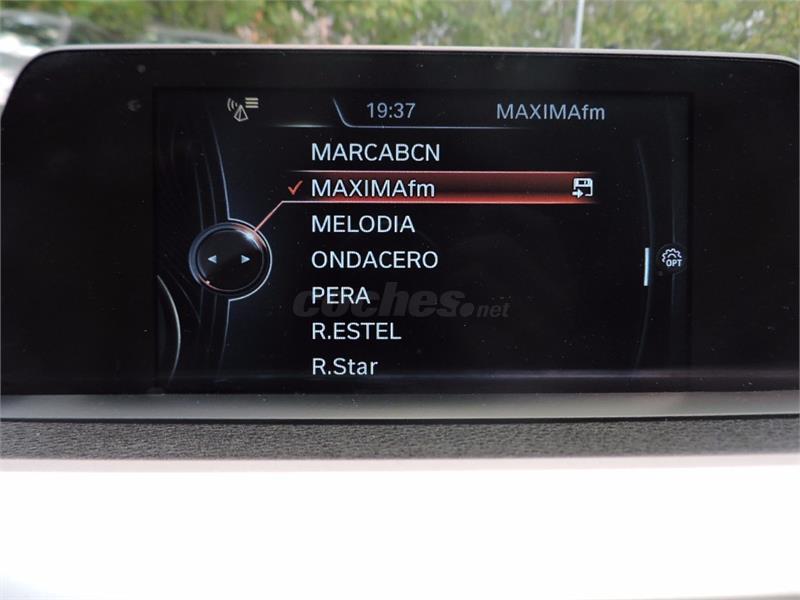 19:37 MAXIMAfm
MARCABCN
MAXIMAfm
MELODIA
ONDACERO
OPT
PERA
coches.net
R.ESTEL
R.Star